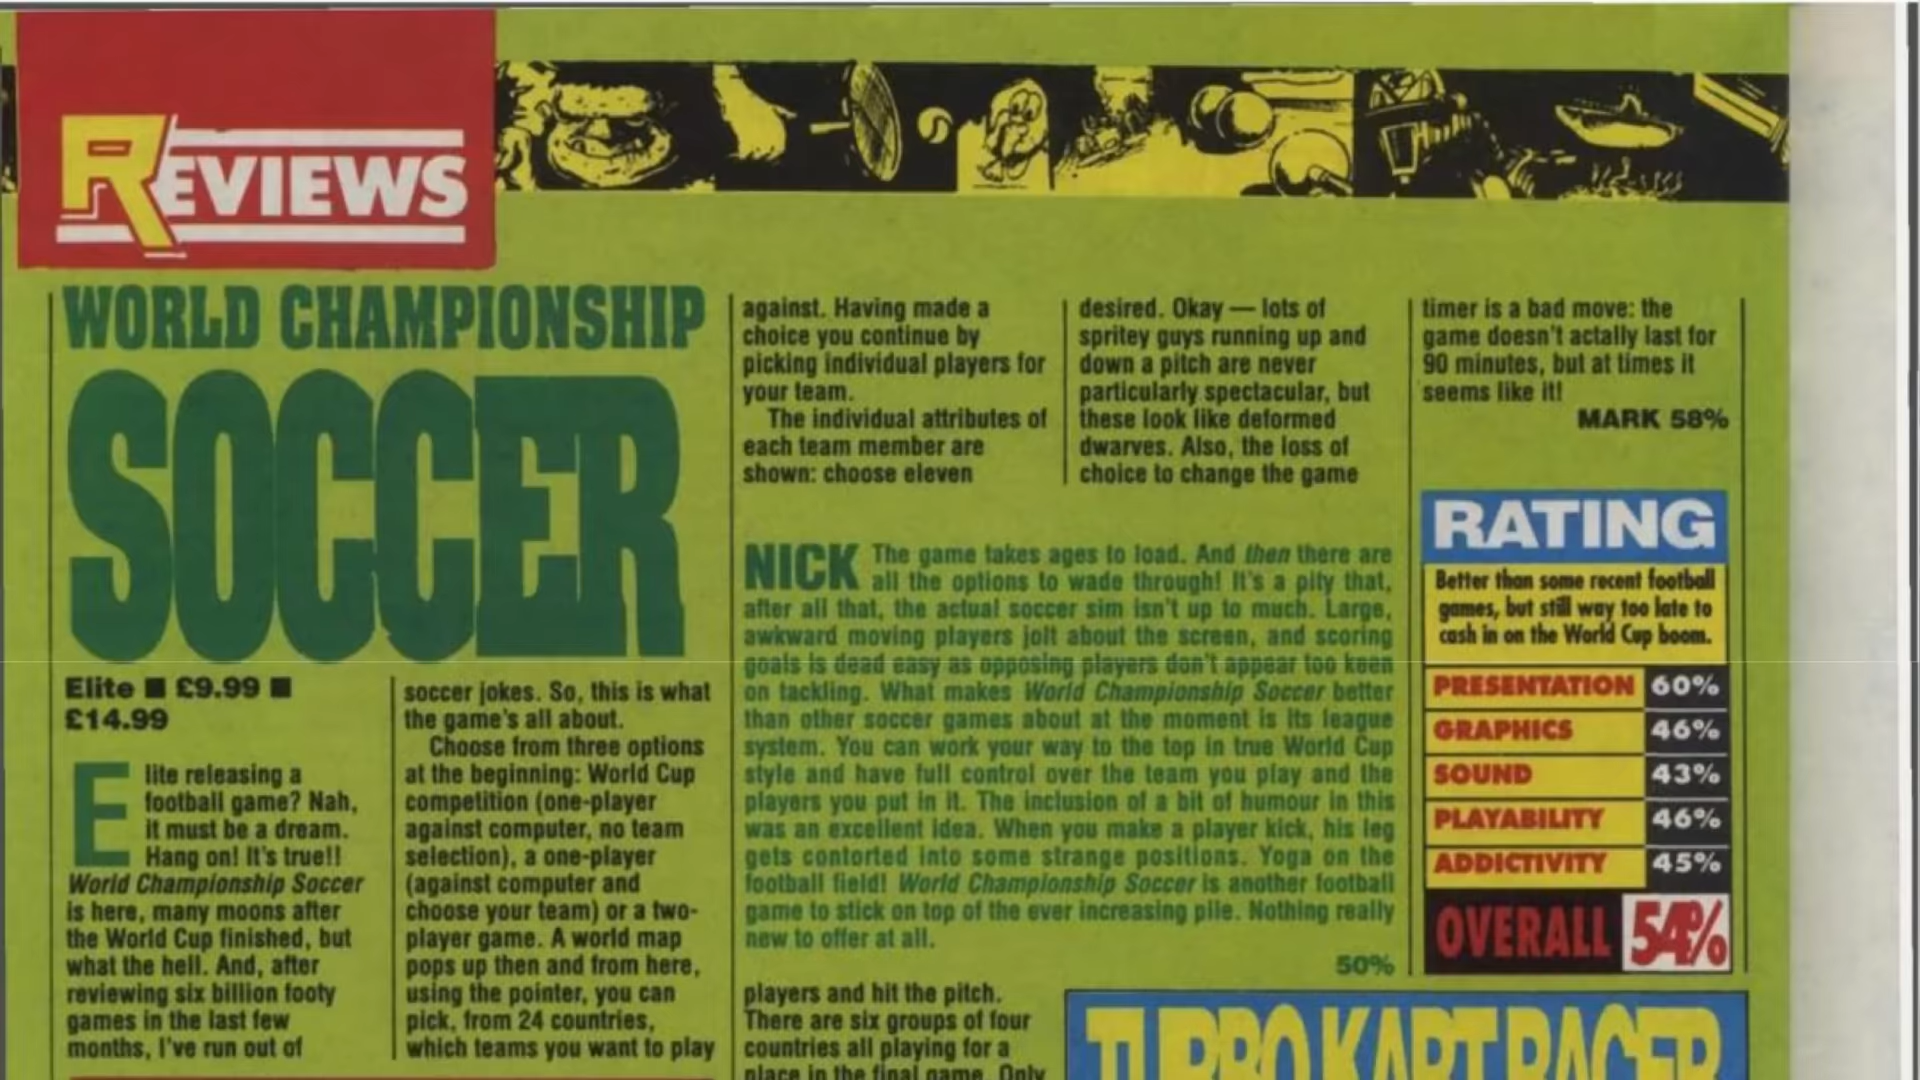 REVIEWS
WORLD CHAMPIONSHIP
SOCCER
Elite ■ £9.99 ■
£14.99
Elite releasing a
football game? Nah,
it must be a dream.
Hang on! It's true!!
World Championship Soccer
is here, many moons after
the World Cup finished, but
what the hell. And, after
reviewing six billion footy
games in the last few
months, I've run out of
soccer jokes. So, this is what
the game's all about.
Choose from three options
at the beginning: World Cup
competition (one-player
against computer, no team
selection), a one-player
(against computer and
choose your team) or a two-
player game. A world map
pops up then and from here,
using the pointer, you can
pick, from 24 countries,
which teams you want to play
against. Having made a
choice you continue by
picking individual players for
your team.
The individual attributes of
each team member are
shown: choose eleven
players and hit the pitch.
There are six groups of four
countries all playing for a
place in the final game. Only
desired. Okay — lots of
spritey guys running up and
down a pitch are never
particularly spectacular, but
these look like deformed
dwarves. Also, the loss of
choice to change the game
timer is a bad move: the
game doesn't actally last for
90 minutes, but at times it
seems like it!
MARK 58%
NICK The game takes ages to load. And then there are
all the options to wade through! It's a pity that,
after all that, the actual soccer sim isn't up to much. Large,
awkward moving players jolt about the screen, and scoring
goals is dead easy as opposing players don't appear too keen
on tackling. What makes World Championship Soccer better
than other soccer games about at the moment is its league
system. You can work your way to the top in true World Cup
style and have full control over the team you play and the
players you put in it. The inclusion of a bit of humour in this
was an excellent idea. When you make a player kick, his leg
gets contorted into some strange positions. Yoga on the
football field! World Championship Soccer is another football
game to stick on top of the ever increasing pile. Nothing really
new to offer at all.
50%
RATING
Better than some recent football
games, but still way too late to
cash in on the World Cup boom.
PRESENTATION 60%
GRAPHICS 46%
SOUND 43%
PLAYABILITY 46%
ADDICTIVITY 45%
OVERALL 54%
TURBO KART RACER